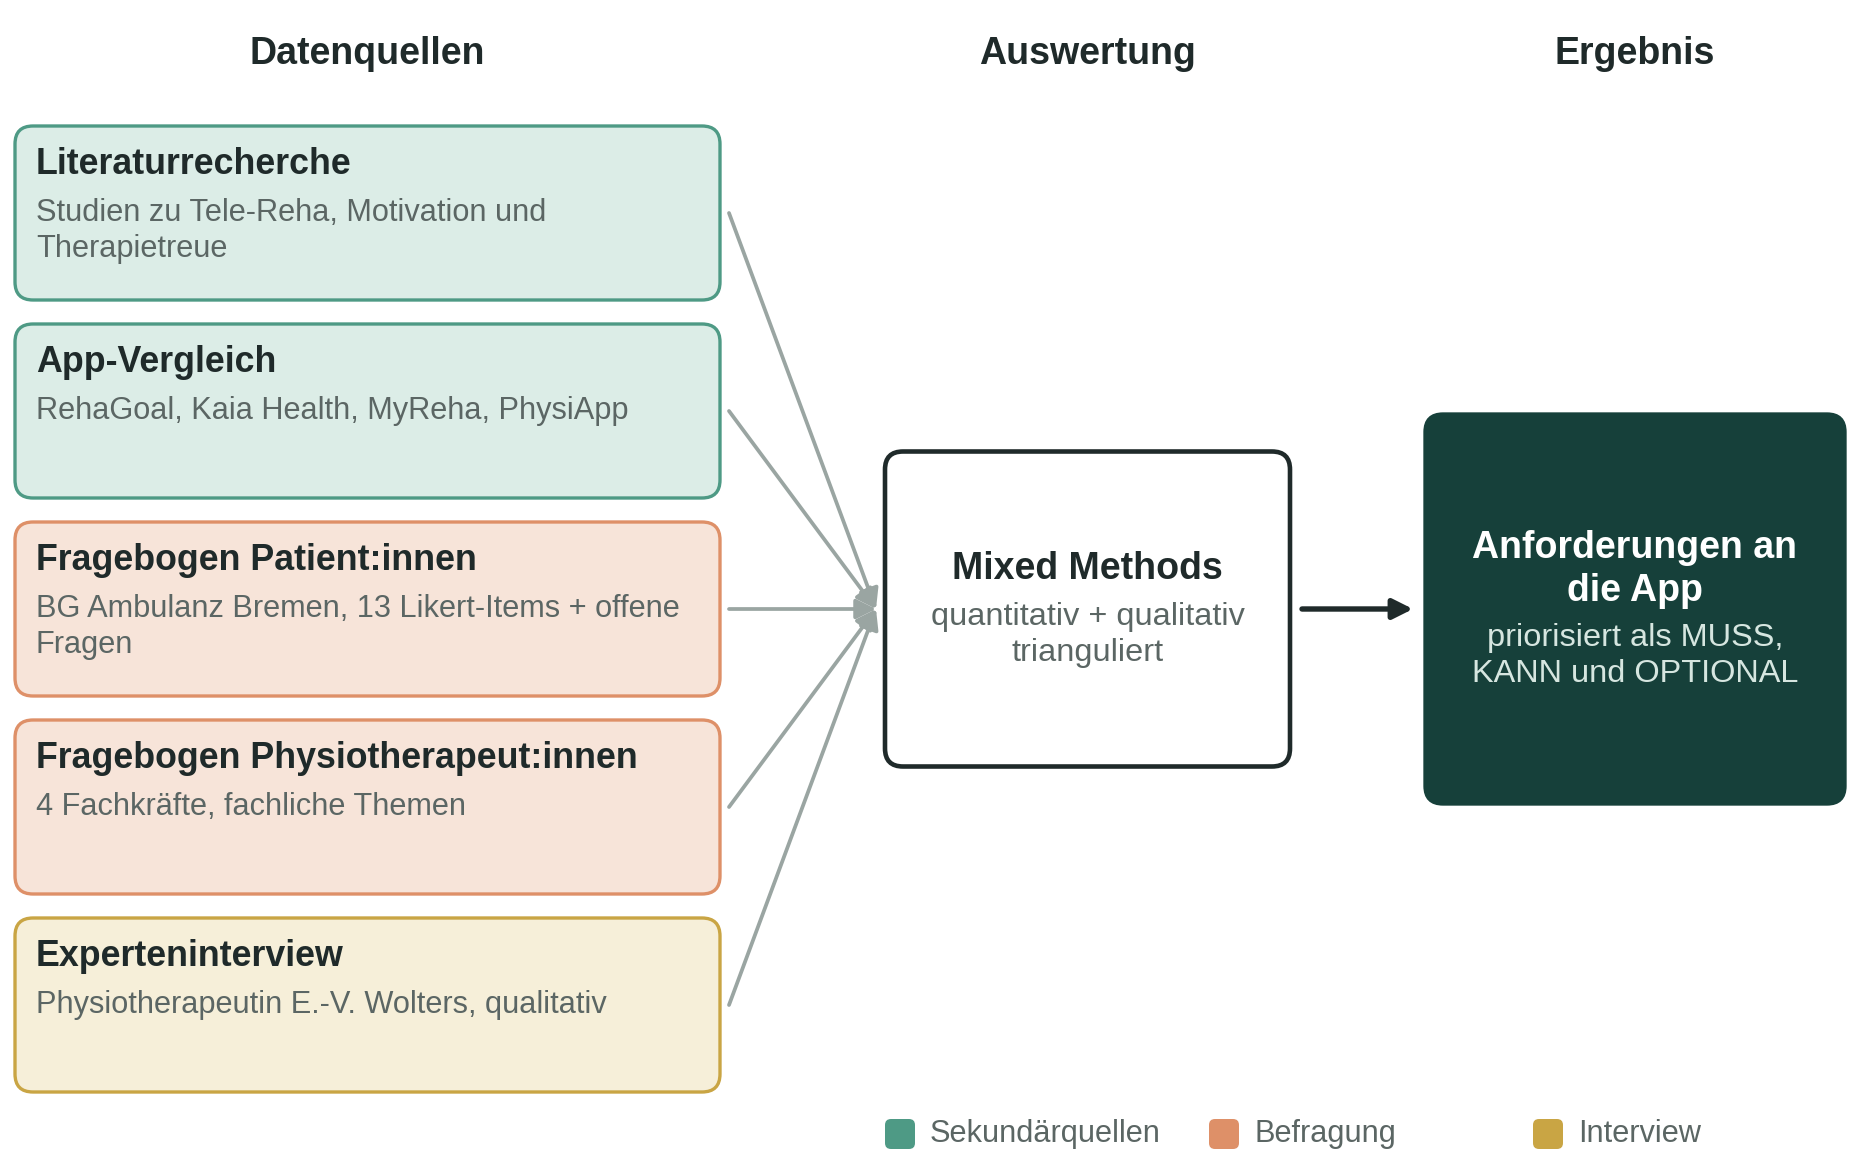 Datenquellen
Auswertung
Ergebnis
Literaturrecherche
Studien zu Tele-Reha, Motivation und
Therapietreue
App-Vergleich
RehaGoal, Kaia Health, MyReha, PhysiApp
Fragebogen Patient:innen
BG Ambulanz Bremen, 13 Likert-Items + offene
Fragen
Fragebogen Physiotherapeut:innen
4 Fachkräfte, fachliche Themen
Experteninterview
Physiotherapeutin E.-V. Wolters, qualitativ
Mixed Methods
quantitativ + qualitativ
trianguliert
Anforderungen an
die App
priorisiert als MUSS,
KANN und OPTIONAL
Sekundärquellen
Befragung
Interview